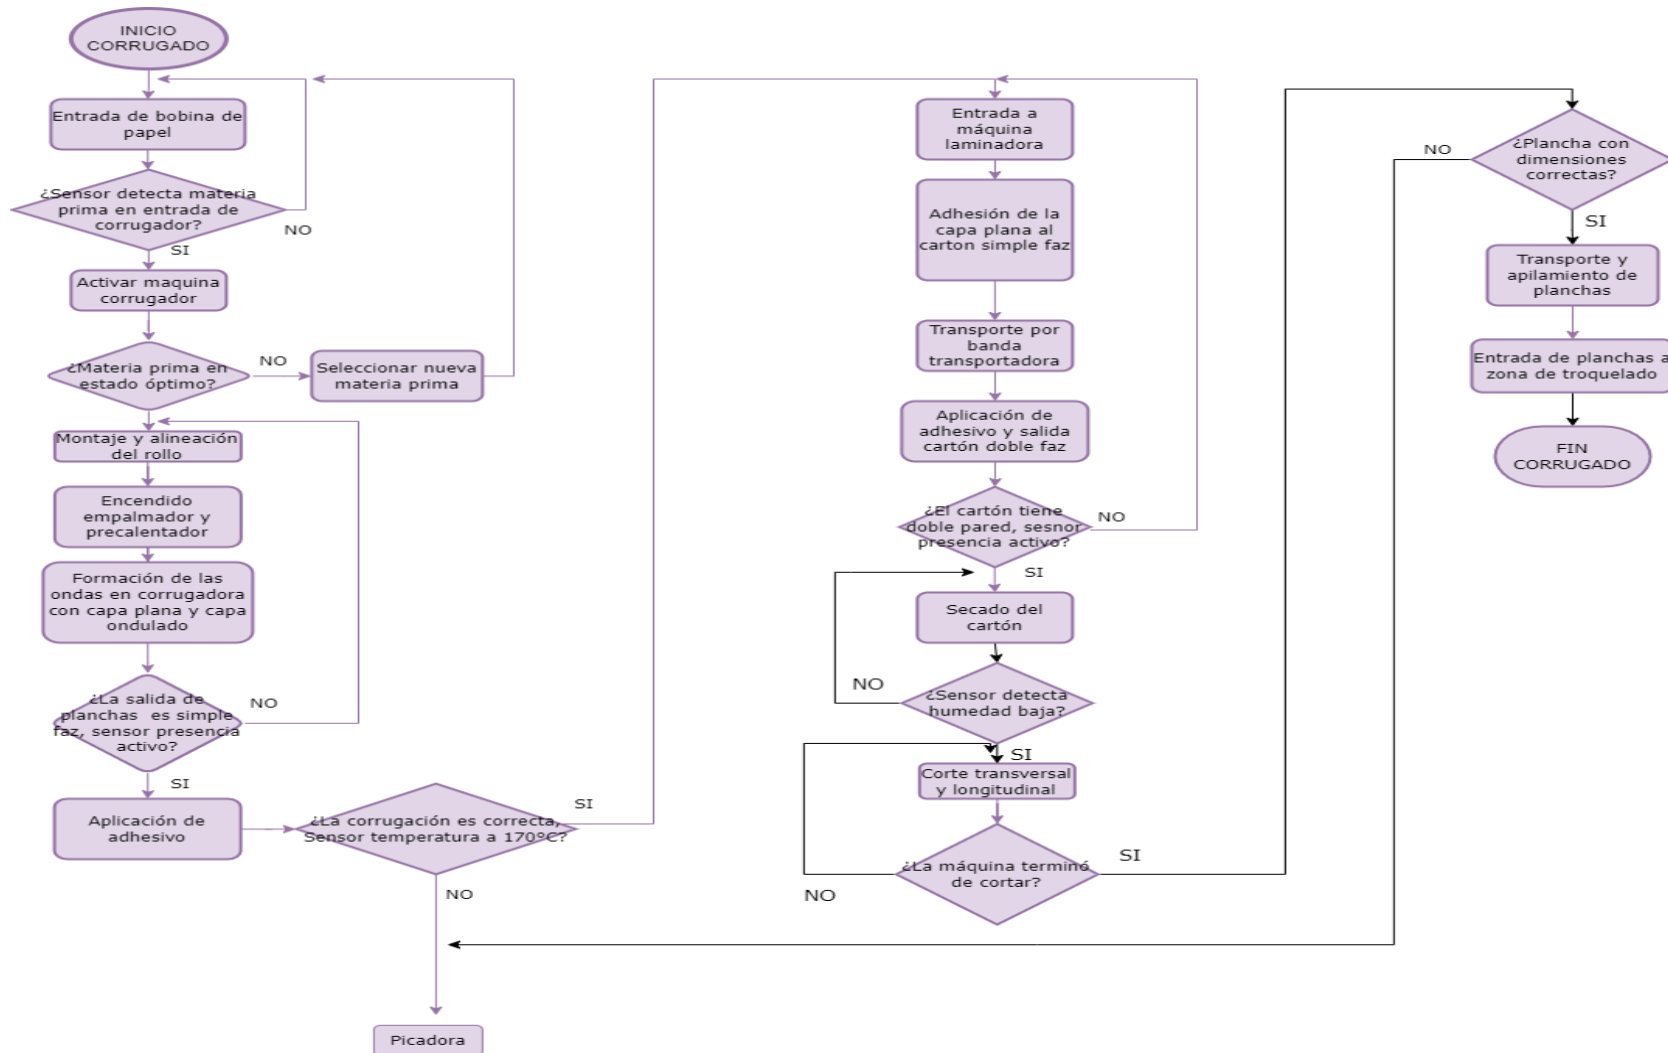 INICIO
CORRUGADO
Entrada de bobina de
papel
¿Sensor detecta materia
prima en entrada de
corrugador?
NO
SI
Activar maquina
corrugador
¿Materia prima en
estado óptimo?
NO
Seleccionar nueva
materia prima
Montaje y alineación
del rollo
Encendido
empalmador y
precalentador
Formación de las
ondas en corrugadora
con capa plana y capa
ondulado
¿La salida de
planchas es simple
faz, sensor presencia
activo?
NO
SI
Aplicación de
adhesivo
¿La corrugación es correcta,
Sensor temperatura a 170ºC?
SI
NO
Picadora
Entrada a
máquina
laminadora
Adhesión de la
capa plana al
carton simple faz
Transporte por
banda
transportadora
Aplicación de
adhesivo y salida
cartón doble faz
¿El cartón tiene
doble pared, sesnor
presencia activo?
NO
SI
Secado del
cartón
¿Sensor detecta
humedad baja?
NO
SI
Corte transversal
y longitudinal
¿La máquina terminó
de cortar?
NO
SI
¿Plancha con
dimensiones
correctas?
NO
SI
Transporte y
apilamiento de
planchas
Entrada de planchas a
zona de troquelado
FIN
CORRUGADO